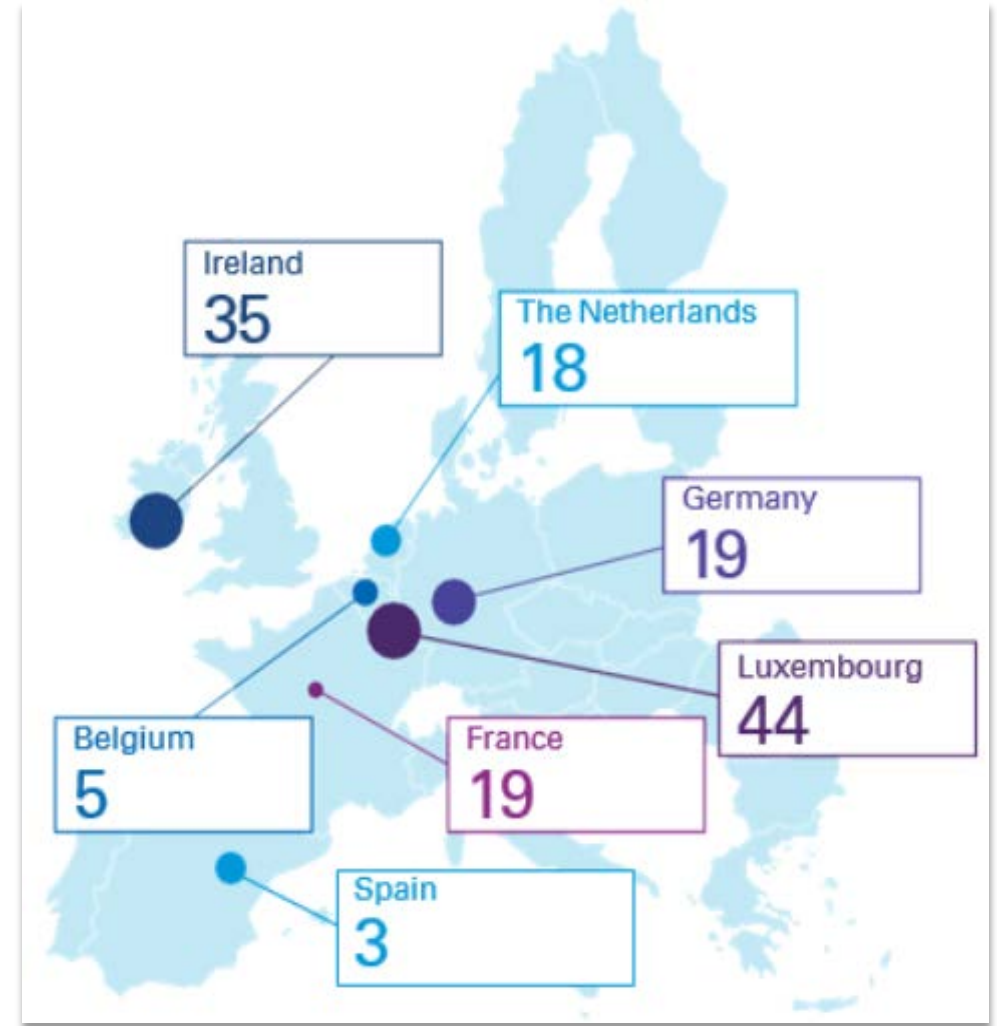 Ireland
35
The Netherlands
18
Germany
19
Luxembourg
44
Belgium
5
France
19
Spain
3